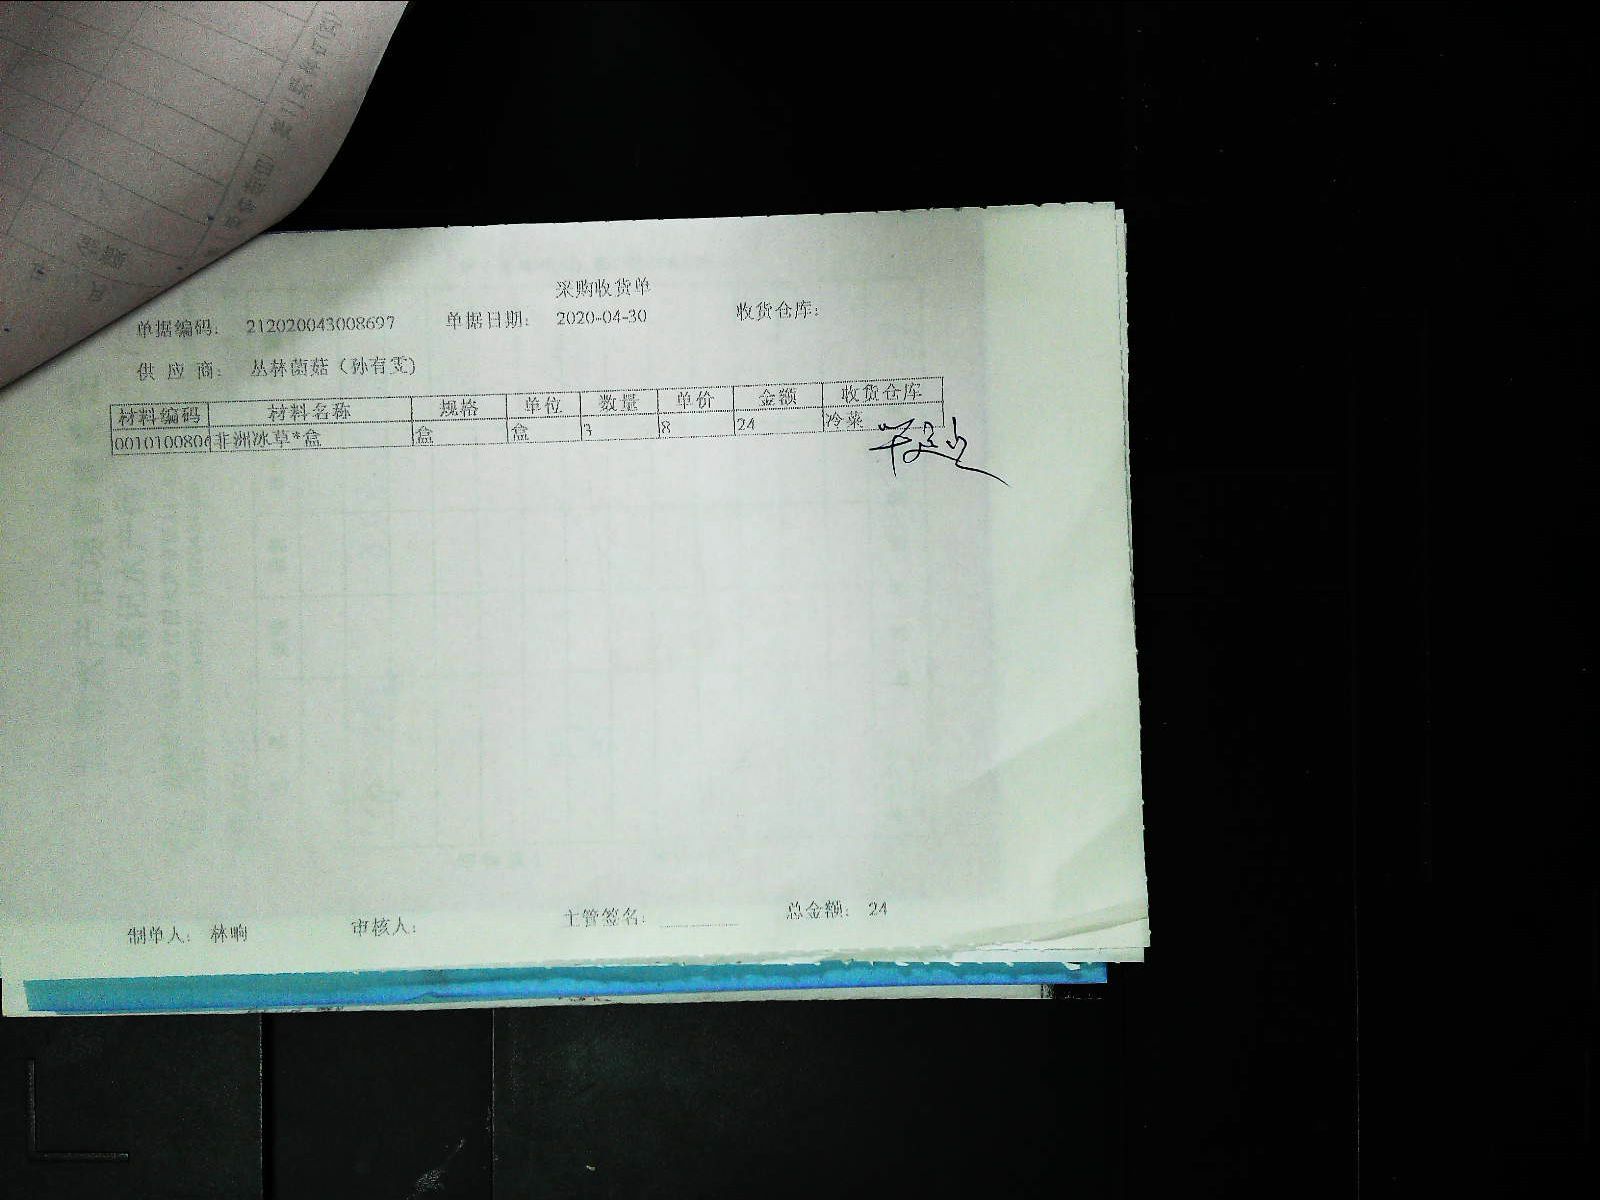 采购收货单
单据编码： 212020043008697 单据日期： 2020-04-30 收货仓库：
供 应 商： 丛林菌菇（孙有雯）
材料编码 材料名称 规格 单位 数量 单价 金额 收货仓库
0010100806 非洲冰草*盒 盒 盒 3 8 24 冷菜
制单人： 林响 审核人： 主管签名： 总金额： 24